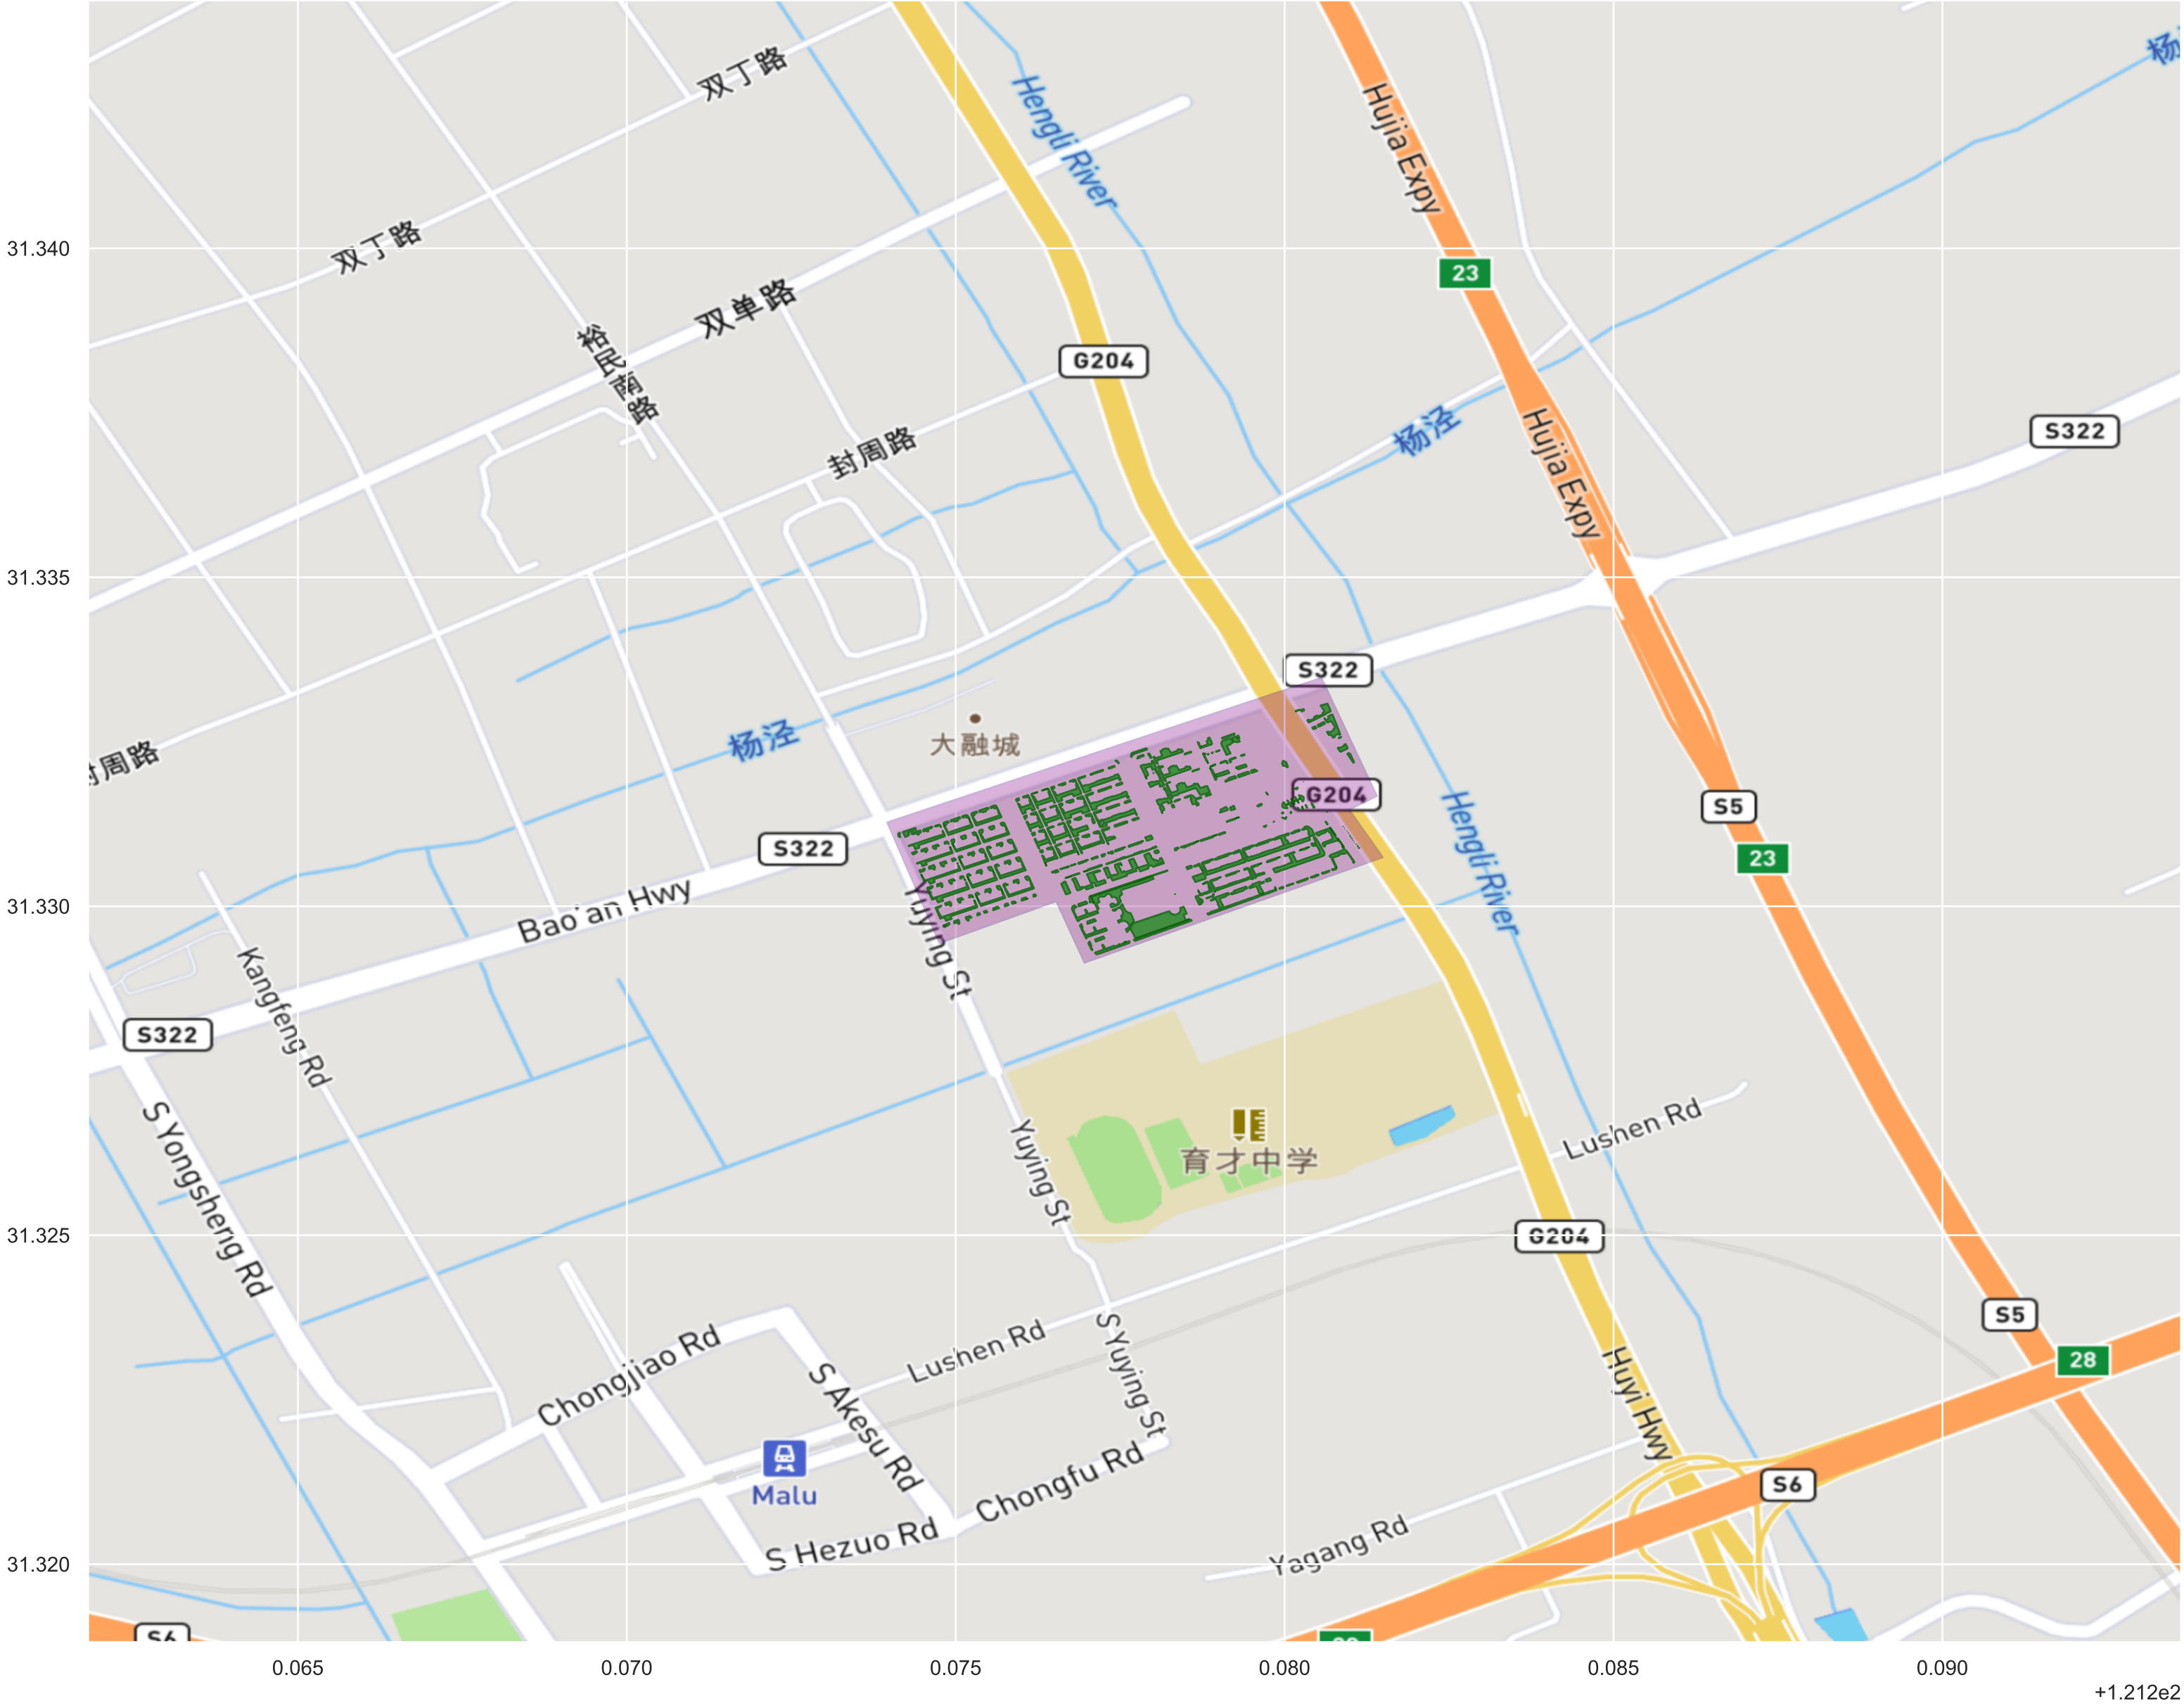 双丁路
杨
Hengli River
Hujia Expy
双丁路
31.340
23
双单路
裕民南路
G204
S322
杨泾
Hujia Expy
封周路
31.335
S322
杨泾
大融城
封周路
G204
S5
S322
Hengli River
23
31.330
Bao'an Hwy
Yuying St
Kangfeng Rd
S322
S Yongsheng Rd
Yuying St
Lushen Rd
育才中学
31.325
G204
S5
Chongjiao Rd
Lushen Rd
S Yuying St
28
S Akesu Rd
Huyi Hwy
Malu
Chongfu Rd
S6
S Hezuo Rd
Yagang Rd
31.320
S6
0.065 0.070 0.075 0.080 0.085 0.090
+1.212e2